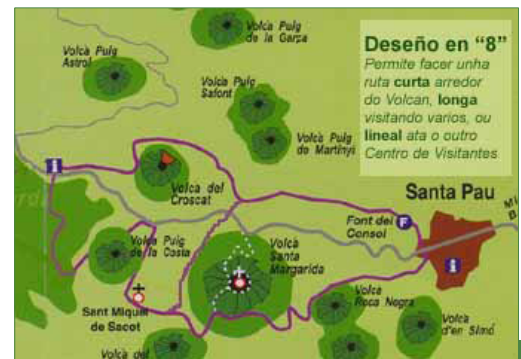 Volcà Puig
de la Garsa
Volcà Puig
Astrol
Volcà Puig
Safont
Volcà Puig
de Martinyà
Deseño en "8"
Permite facer unha
ruta curta arredor
do Volcan, longa
visitando varios, ou
lineal ata o outro
Centro de Visitantes
i
Volcà del
Croscat
Santa Pau
Font del
Consol
F
Volcà Puig
de la Costa
Volcà
Santa
Margarida
i
Sant Miquel
de Sacot
Volcà
Roca Negra
Volcà
d'en Simó
Volcà del